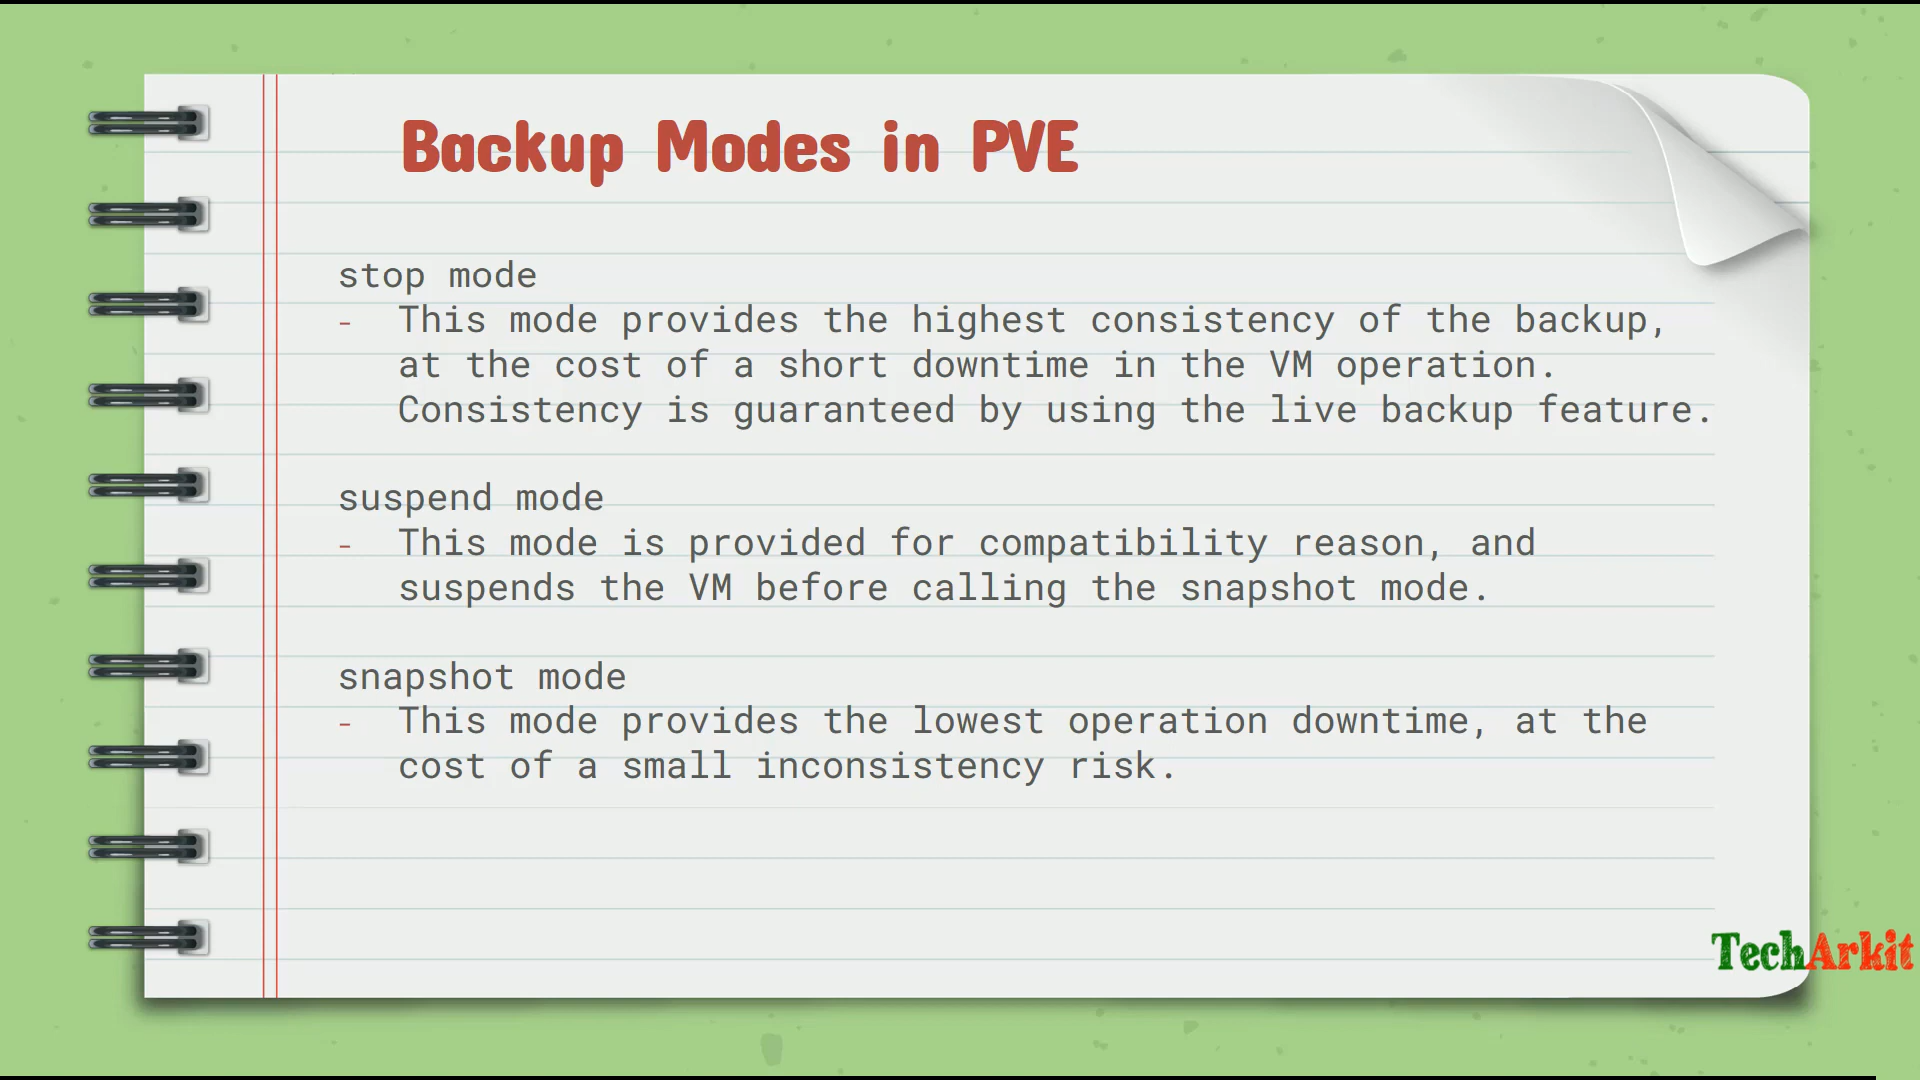 Backup Modes in PVE
stop mode
- This mode provides the highest consistency of the backup,
at the cost of a short downtime in the VM operation.
Consistency is guaranteed by using the live backup feature.
suspend mode
- This mode is provided for compatibility reason, and
suspends the VM before calling the snapshot mode.
snapshot mode
- This mode provides the lowest operation downtime, at the
cost of a small inconsistency risk.
TechArkit